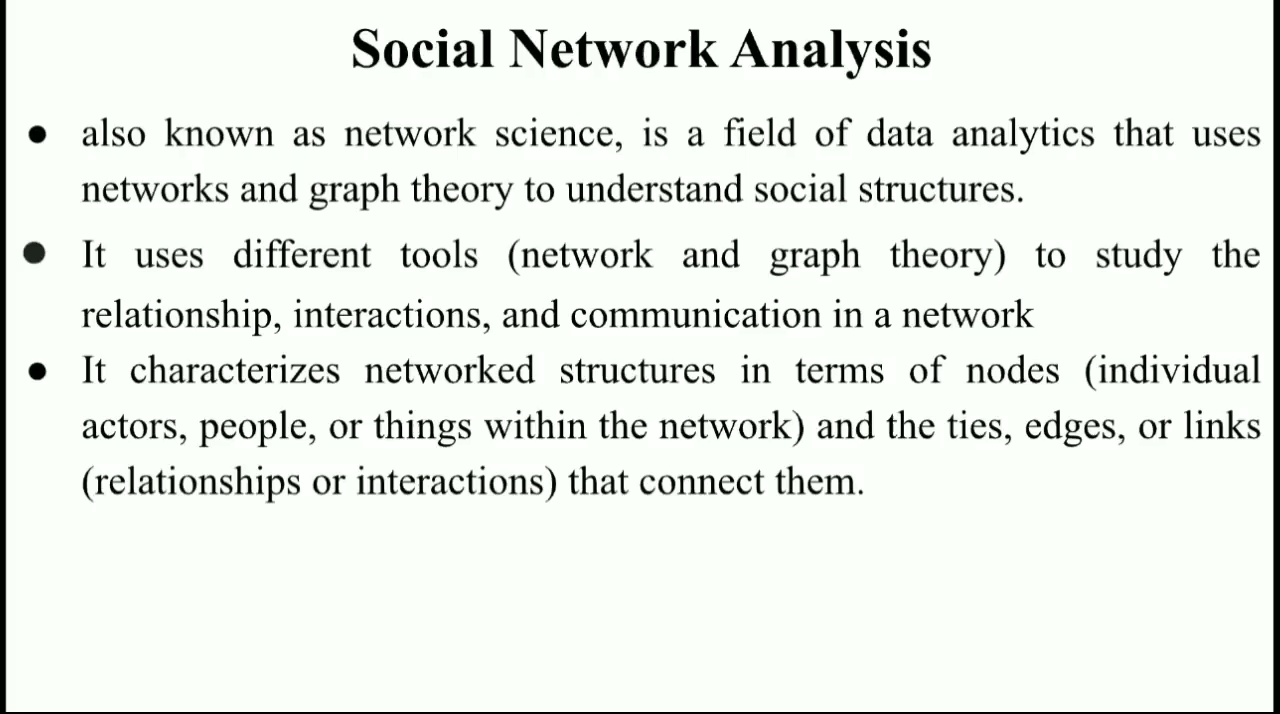 Social Network Analysis
● also known as network science, is a field of data analytics that uses
networks and graph theory to understand social structures.
● It uses different tools (network and graph theory) to study the
relationship, interactions, and communication in a network
● It characterizes networked structures in terms of nodes (individual
actors, people, or things within the network) and the ties, edges, or links
(relationships or interactions) that connect them.